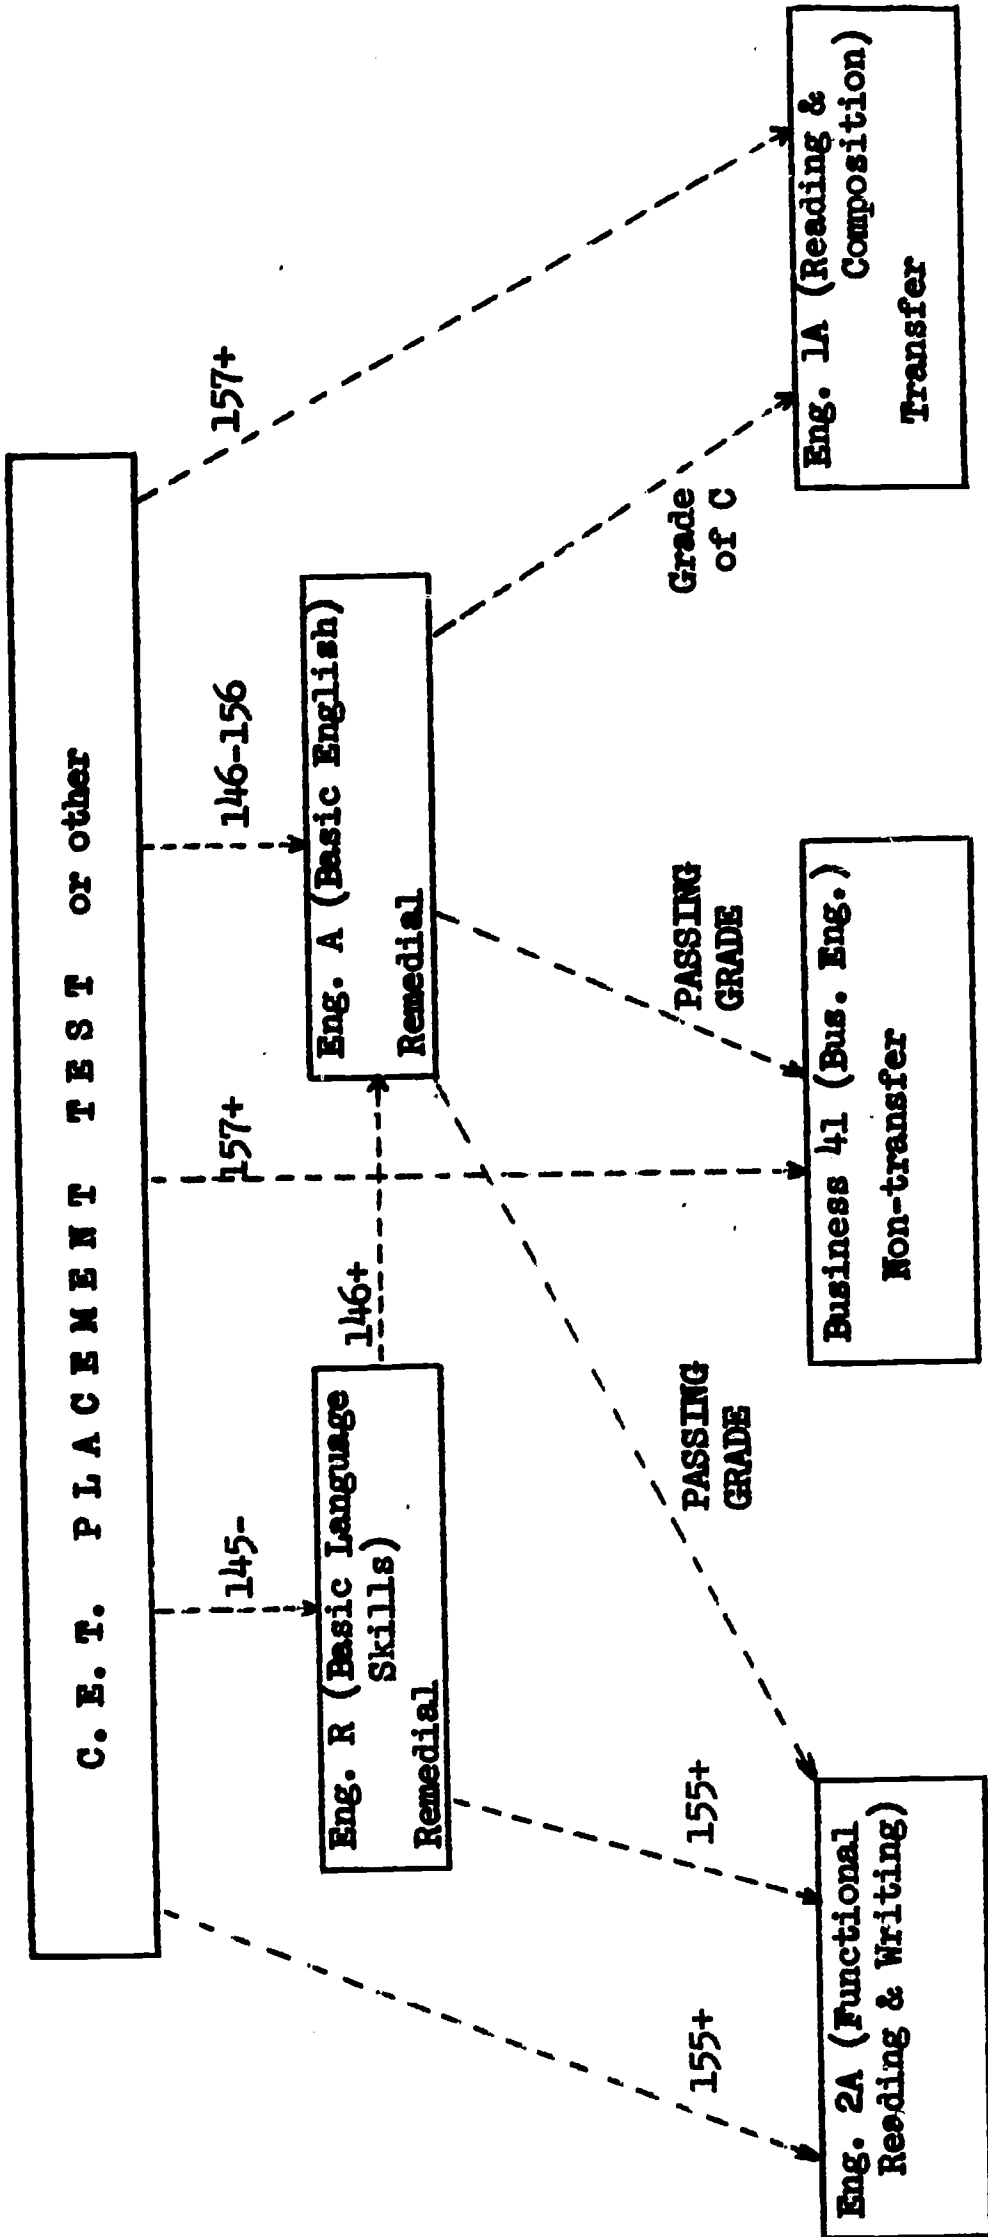 C.E.T. PLACEMENT TEST or other
155+
145-
157+
146-156
157+
Eng. R (Basic Language
Skills)
Remedial
146+
Eng. A (Basic English)
Remedial
155+
PASSING
GRADE
PASSING
GRADE
Grade
of C
Eng. 2A (Functional
Reading & Writing)
Business 41 (Bus. Eng.)
Non-transfer
Eng. 1A (Reading &
Composition)
Transfer